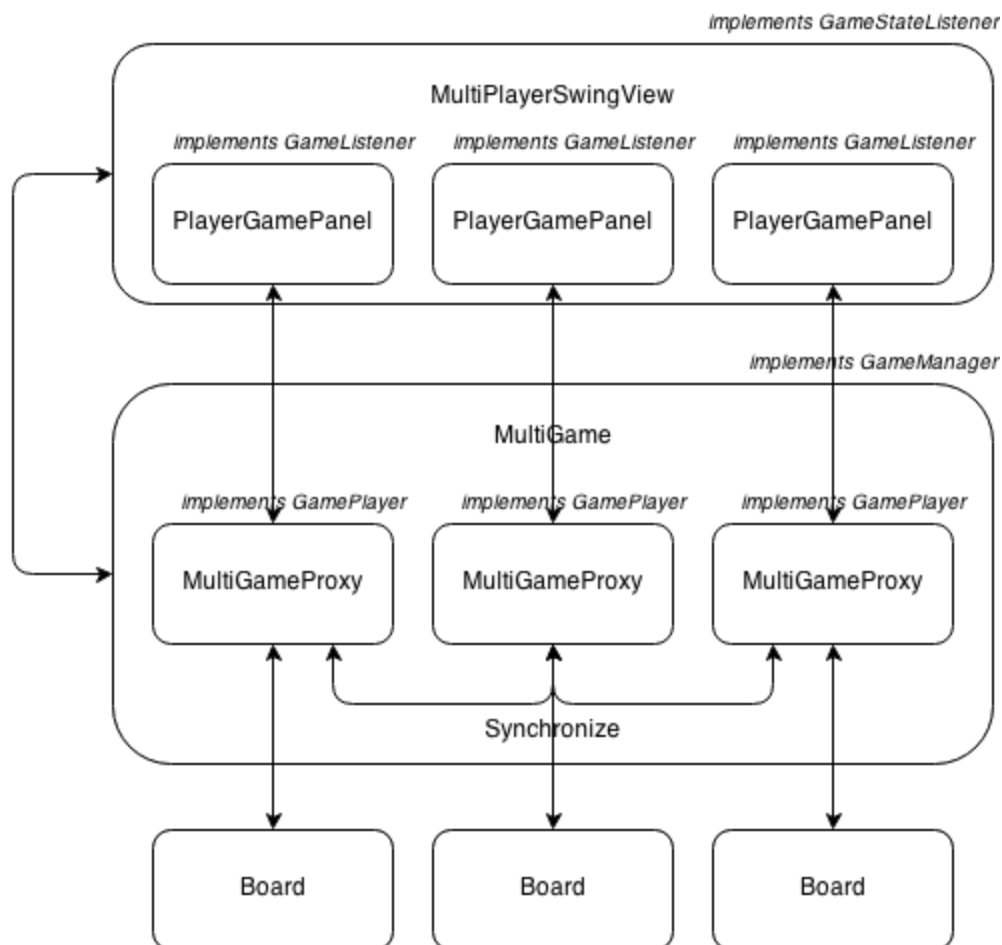 implements GameStateListener
MultiPlayerSwingView
implements GameListener implements GameListener implements GameListener
PlayerGamePanel PlayerGamePanel PlayerGamePanel
implements GameManager
MultiGame
implements GamePlayer implements GamePlayer implements GamePlayer
MultiGameProxy MultiGameProxy MultiGameProxy
Synchronize
Board Board Board